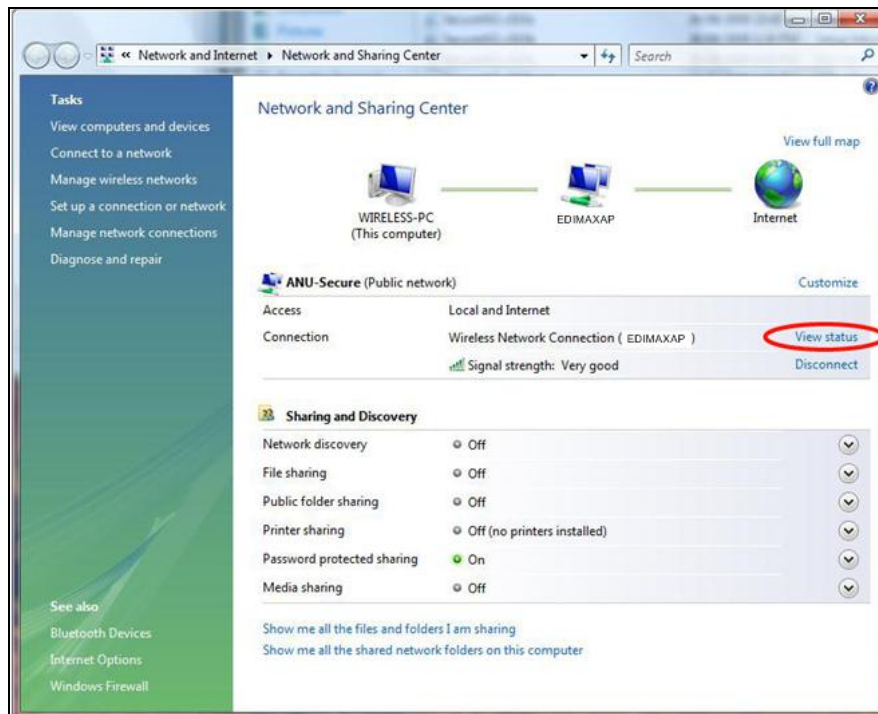 « Network and Internet ▸ Network and Sharing Center
Search
Tasks
View computers and devices
Connect to a network
Manage wireless networks
Set up a connection or network
Manage network connections
Diagnose and repair
See also
Bluetooth Devices
Internet Options
Windows Firewall
Network and Sharing Center
View full map
WIRELESS-PC
(This computer)
EDIMAXAP
Internet
ANU-Secure (Public network) Customize
Access Local and Internet
Connection Wireless Network Connection ( EDIMAXAP ) View status
Signal strength: Very good Disconnect
Sharing and Discovery
Network discovery Off
File sharing Off
Public folder sharing Off
Printer sharing Off (no printers installed)
Password protected sharing On
Media sharing Off
Show me all the files and folders I am sharing
Show me all the shared network folders on this computer